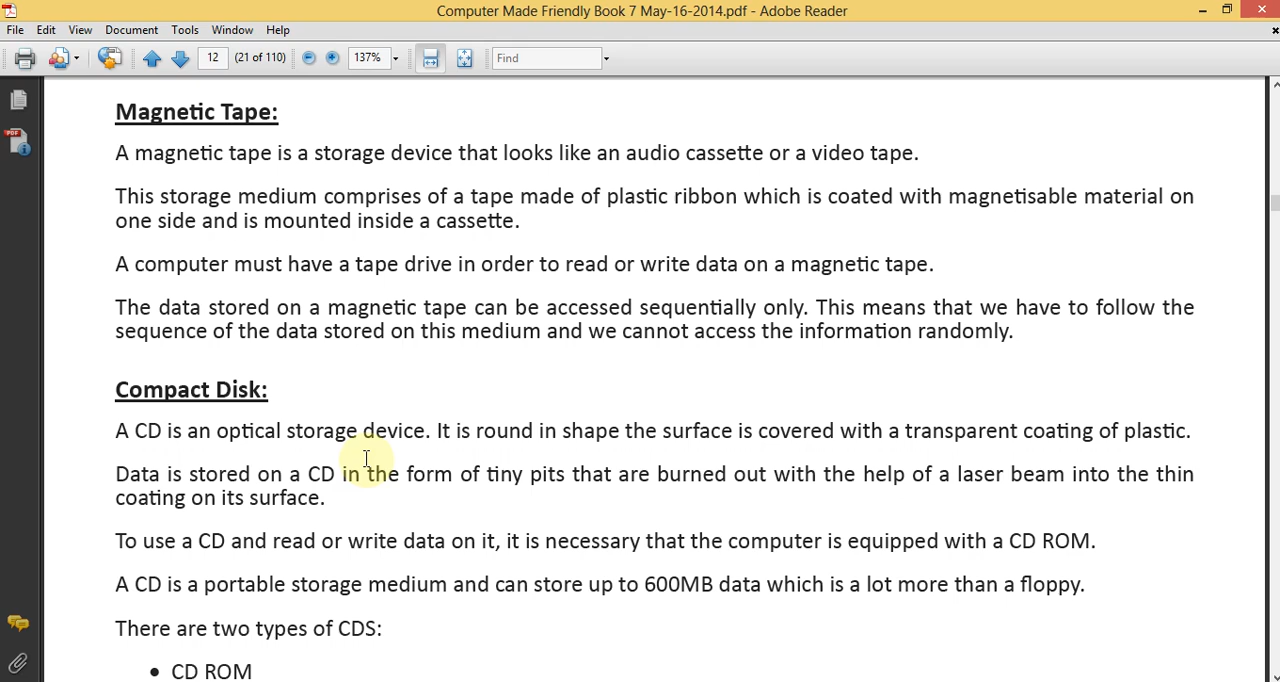 Computer Made Friendly Book 7 May-16-2014.pdf - Adobe Reader
File Edit View Document Tools Window Help
12 (21 of 110) 137% Find
Magnetic Tape:
A magnetic tape is a storage device that looks like an audio cassette or a video tape.
This storage medium comprises of a tape made of plastic ribbon which is coated with magnetisable material on
one side and is mounted inside a cassette.
A computer must have a tape drive in order to read or write data on a magnetic tape.
The data stored on a magnetic tape can be accessed sequentially only. This means that we have to follow the
sequence of the data stored on this medium and we cannot access the information randomly.
Compact Disk:
A CD is an optical storage device. It is round in shape the surface is covered with a transparent coating of plastic.
Data is stored on a CD in the form of tiny pits that are burned out with the help of a laser beam into the thin
coating on its surface.
To use a CD and read or write data on it, it is necessary that the computer is equipped with a CD ROM.
A CD is a portable storage medium and can store up to 600MB data which is a lot more than a floppy.
There are two types of CDS:
• CD ROM